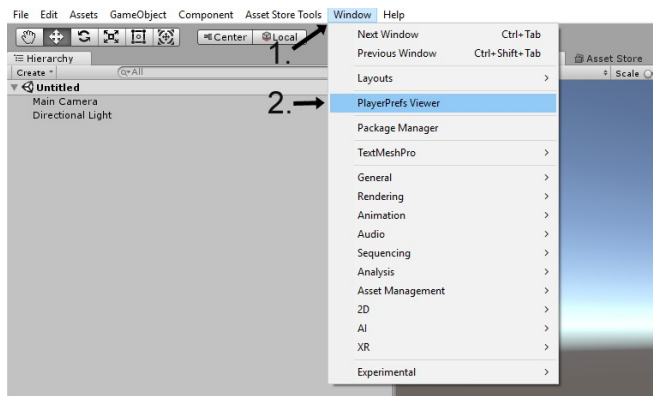 File Edit Assets GameObject Component Asset Store Tools Window Help
Center Local
1.
Hierarchy
Create
All
Untitled
Main Camera
Directional Light
2.
Next Window Ctrl+Tab
Previous Window Ctrl+Shift+Tab
Layouts
PlayerPrefs Viewer
Package Manager
TextMeshPro
General
Rendering
Animation
Audio
Sequencing
Analysis
Asset Management
2D
AI
XR
Experimental
Asset Store
Scale